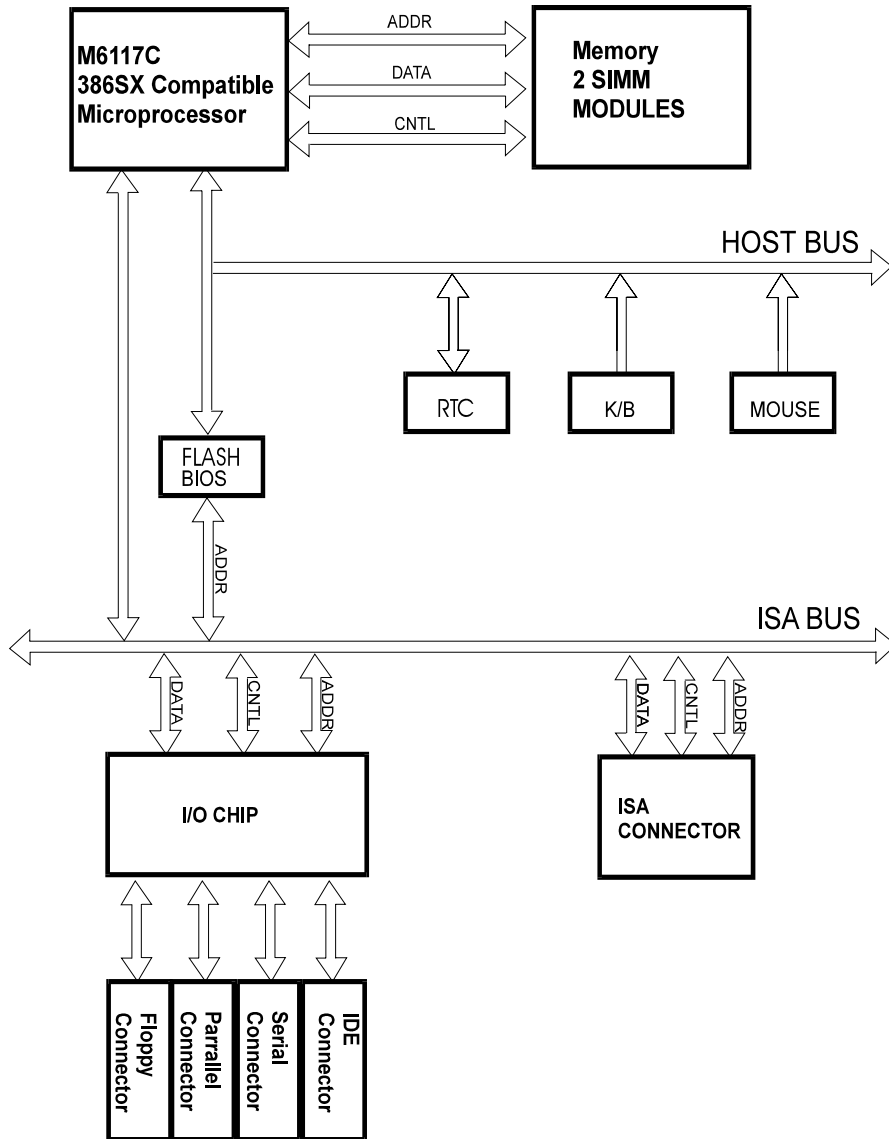 M6117C
386SX Compatible
Microprocessor
ADDR
DATA
CNTL
Memory
2 SIMM
MODULES
HOST BUS
RTC
K/B
MOUSE
FLASH
BIOS
ADDR
ISA BUS
DATA
CNTL
ADDR
DATA
CNTL
ADDR
I/O CHIP
ISA
CONNECTOR
Floppy
Connector
Parrallel
Connector
Serial
Connector
IDE
Connector